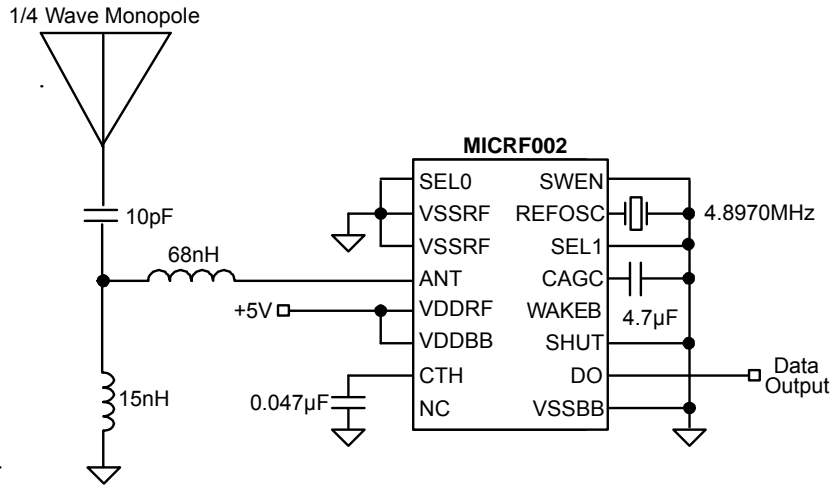 1/4 Wave Monopole
10pF
68nH
15nH
+5V
0.047µF
MICRF002
SEL0
VSSRF
VSSRF
ANT
VDDRF
VDDBB
CTH
NC
SWEN
REFOSC
SEL1
CAGC
WAKEB
SHUT
DO
VSSBB
4.8970MHz
4.7µF
Data
Output